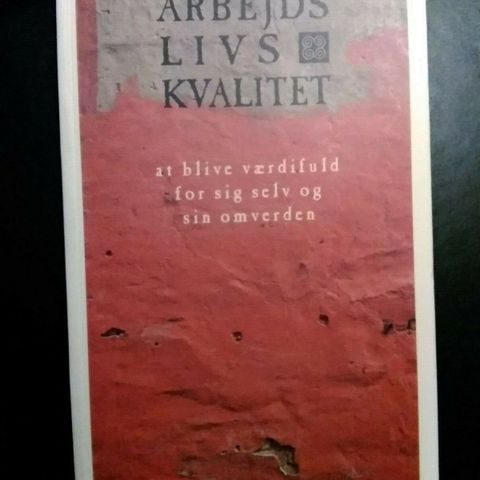 ARBEJDS
LIVS
KVALITET
at blive værdifuld
for sig selv og
sin omverden